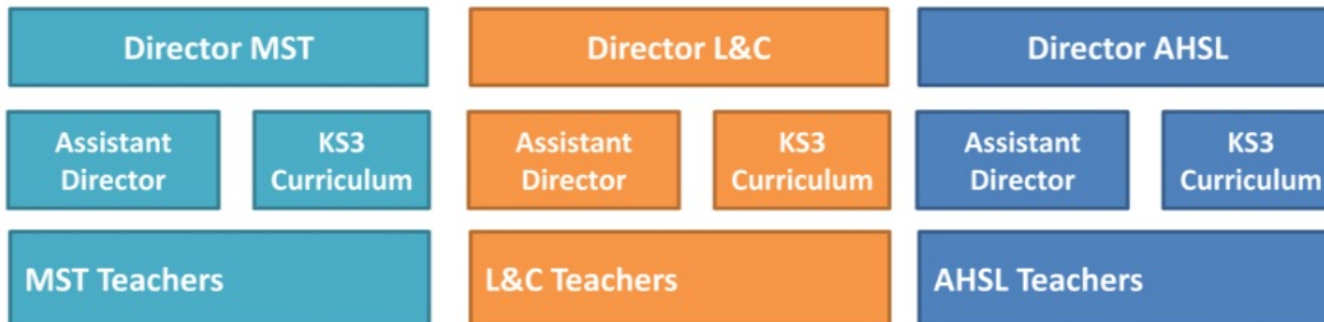 Director MST
Director L&C
Director AHSL
Assistant
Director
KS3
Curriculum
Assistant
Director
KS3
Curriculum
Assistant
Director
KS3
Curriculum
MST Teachers
L&C Teachers
AHSL Teachers